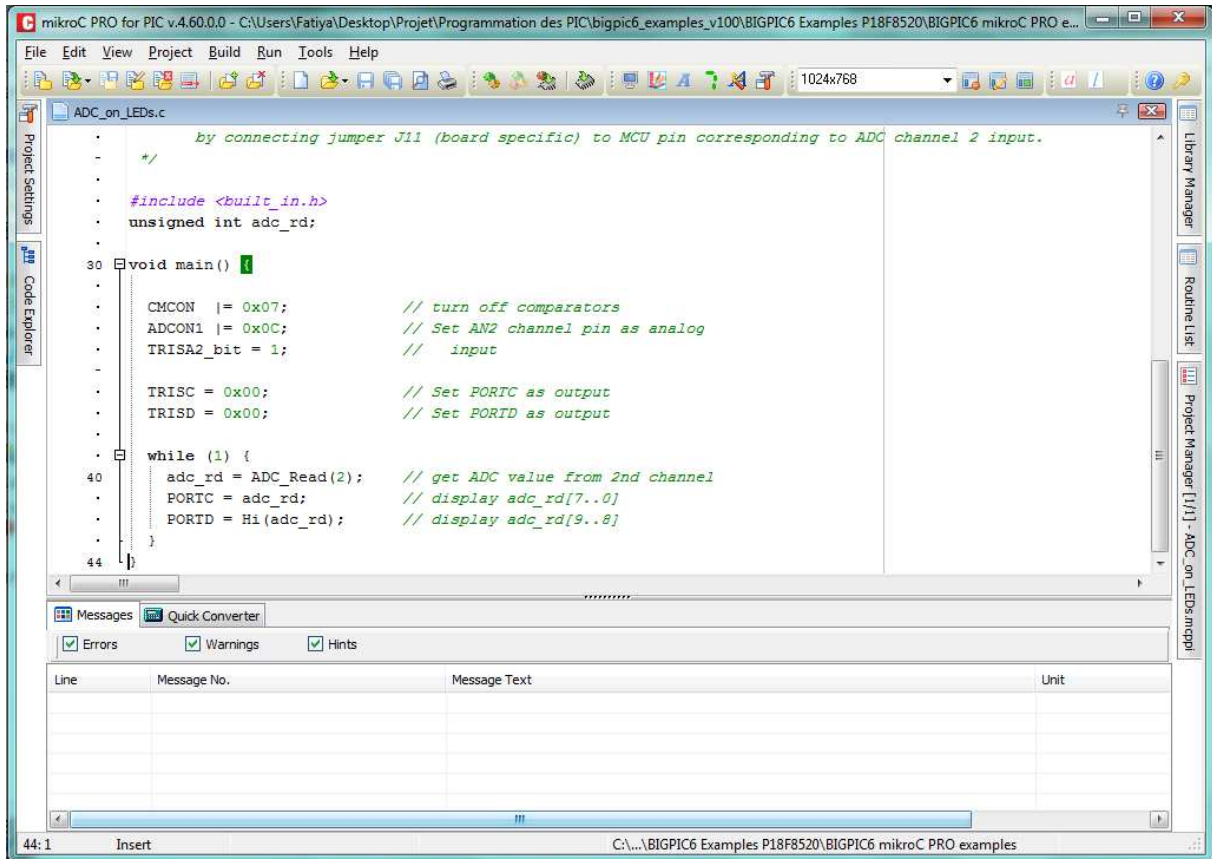 mikroC PRO for PIC v.4.60.0.0 - C:\Users\Fatiya\Desktop\Projet\Programmation des PIC\bigpic6_examples_v100\BIGPIC6 Examples P18F8520\BIGPIC6 mikroC PRO e...
File Edit View Project Build Run Tools Help
1024x768
ADC_on_LEDs.c
Project Settings
Code Explorer
by connecting jumper J11 (board specific) to MCU pin corresponding to ADC channel 2 input.
*/
#include <built_in.h>
unsigned int adc_rd;
30 void main() {
CMCON |= 0x07; // turn off comparators
ADCON1 |= 0x0C; // Set AN2 channel pin as analog
TRISA2_bit = 1; // input
TRISC = 0x00; // Set PORTC as output
TRISD = 0x00; // Set PORTD as output
while (1) {
40 adc_rd = ADC_Read(2); // get ADC value from 2nd channel
PORTC = adc_rd; // display adc_rd[7..0]
PORTD = Hi(adc_rd); // display adc_rd[9..8]
}
44 }
Library Manager
Routine List
Project Manager [1/1] - ADC_on_LEDs.mcppi
Messages Quick Converter
Errors Warnings Hints
Line Message No. Message Text Unit
44: 1 Insert C:\...\BIGPIC6 Examples P18F8520\BIGPIC6 mikroC PRO examples